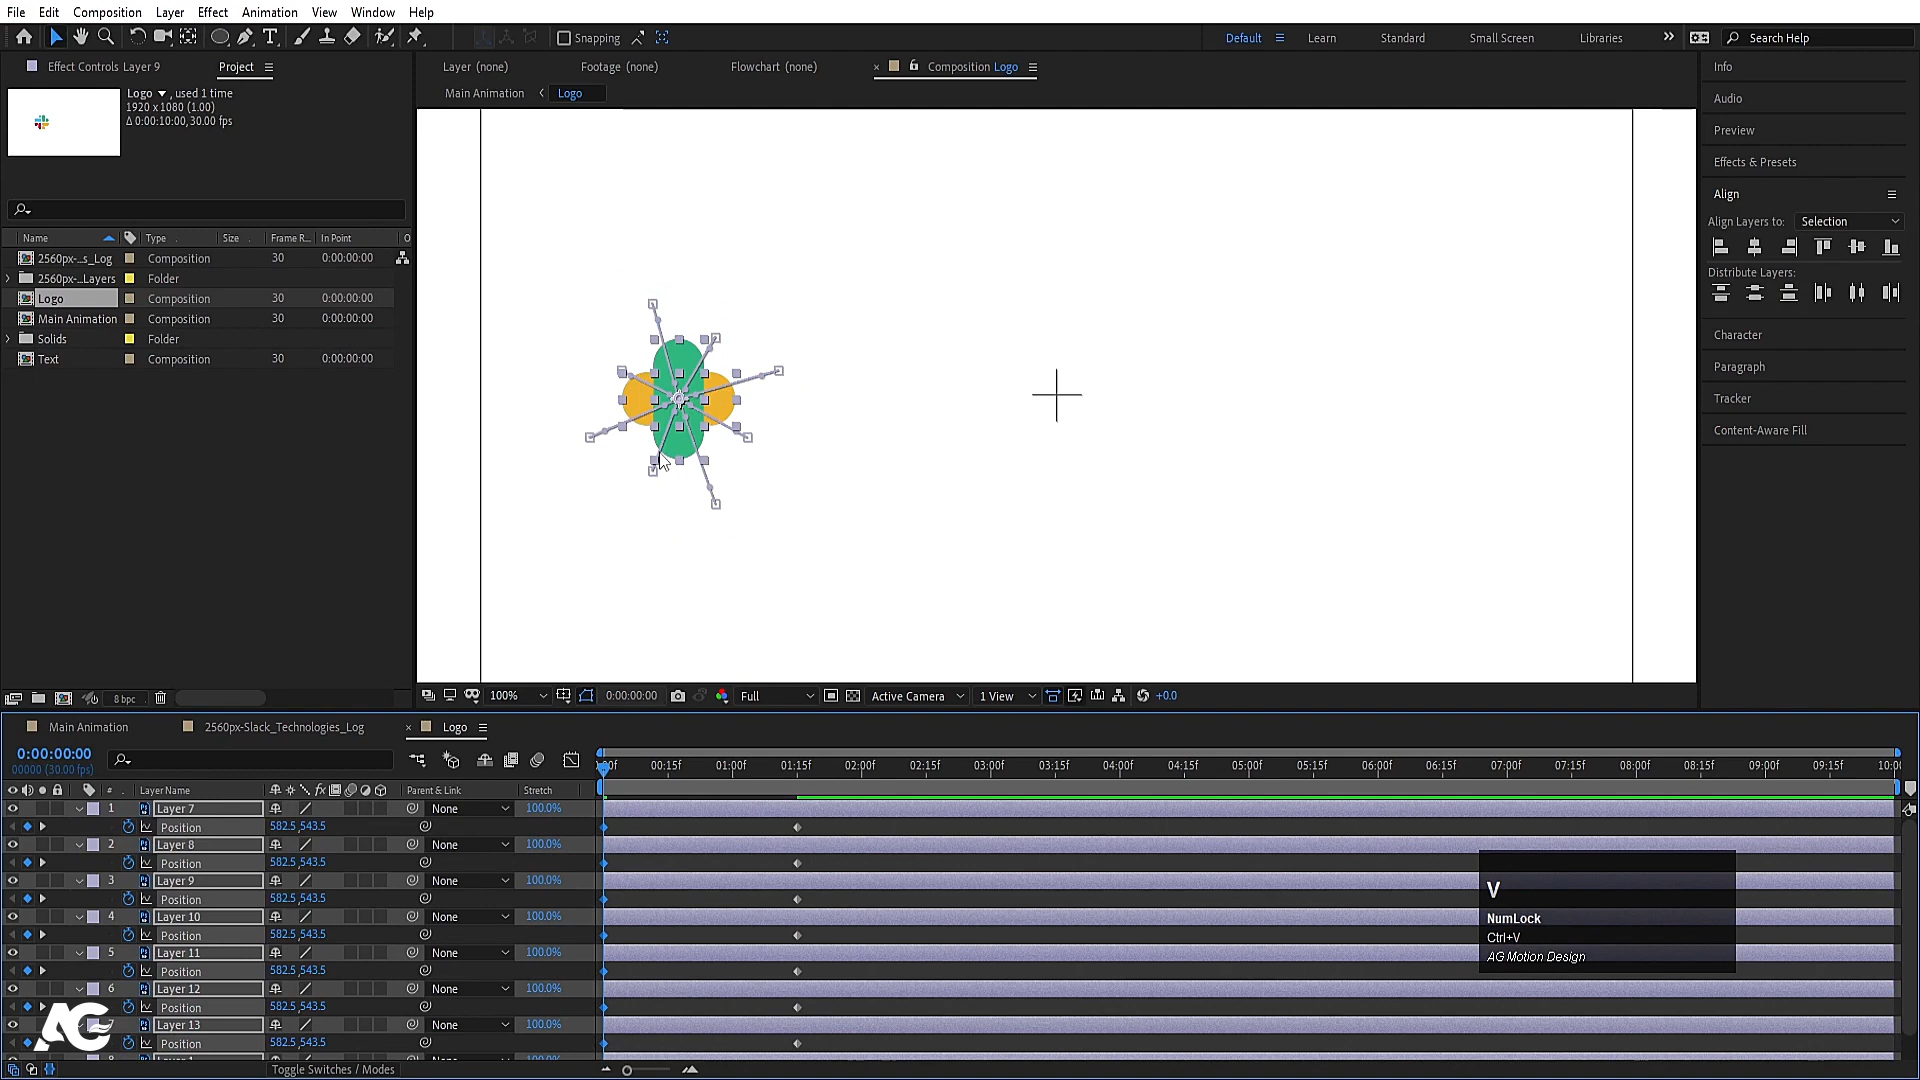 File Edit Composition Layer Effect Animation View Window Help
Snapping
Default Learn Standard Small Screen Libraries Search Help
Effect Controls Layer 9 Project
Layer (none) Footage (none) Flowchart (none) × Composition Logo
Info
Main Animation Logo
Logo ▼ , used 1 time
1920 x 1080 (1.00)
Δ 0:00:10:00, 30.00 fps
Audio
Preview
Effects & Presets
Align
Align Layers to: Selection
Distribute Layers:
Character
Paragraph
Tracker
Content-Aware Fill
Name Type Size Frame R... In Point O
2560px-...s_Log Composition 30 0:00:00:00
2560px-...Layers Folder
Logo Composition 30 0:00:00:00
Main Animation Composition 30 0:00:00:00
Solids Folder
Text Composition 30 0:00:00:00
8 bpc
100% 0:00:00:00 Full Active Camera 1 View +0.0
Main Animation 2560px-Slack_Technologies_Log × Logo
0:00:00:00
00000 (30.00 fps)
00:15f 01:00f 01:15f 02:00f 02:15f 03:00f 03:15f 04:00f 04:15f 05:00f 05:15f 06:00f 06:15f 07:00f 07:15f 08:00f 08:15f 09:00f 09:15f 10:00
# Layer Name fx Parent & Link Stretch
1 Layer 7 None 100.0%
Position 582.5,543.5
2 Layer 8 None 100.0%
Position 582.5,543.5
3 Layer 9 None 100.0%
Position 582.5,543.5
4 Layer 10 None 100.0%
Position 582.5,543.5
5 Layer 11 None 100.0%
Position 582.5,543.5
6 Layer 12 None 100.0%
Position 582.5,543.5
Layer 13 None 100.0%
Position 582.5,543.5
Toggle Switches / Modes
V
NumLock
Ctrl+V
AG Motion Design
AG